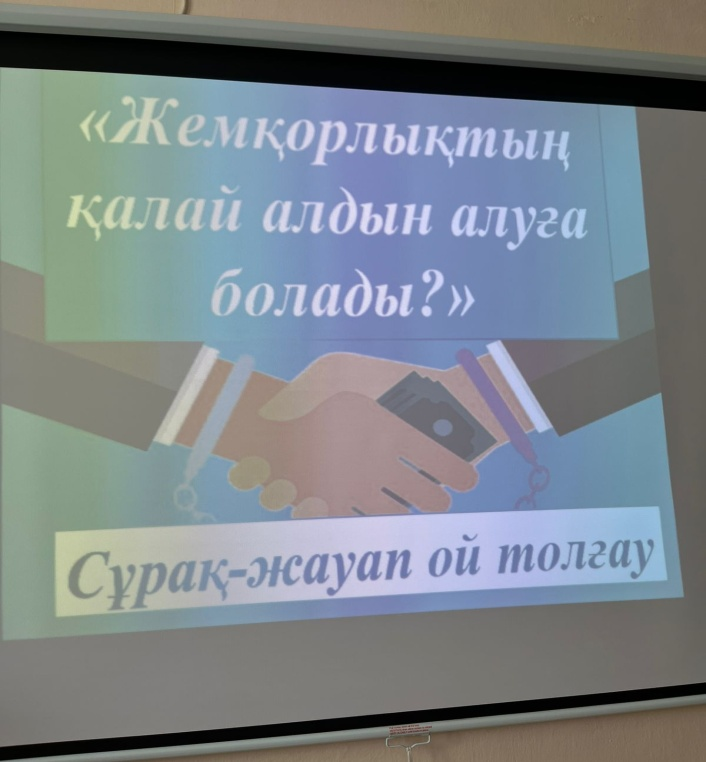 «Жемқорлықтың
қалай алдын алуға
болады?»
Сұрақ-жауап ой толғау